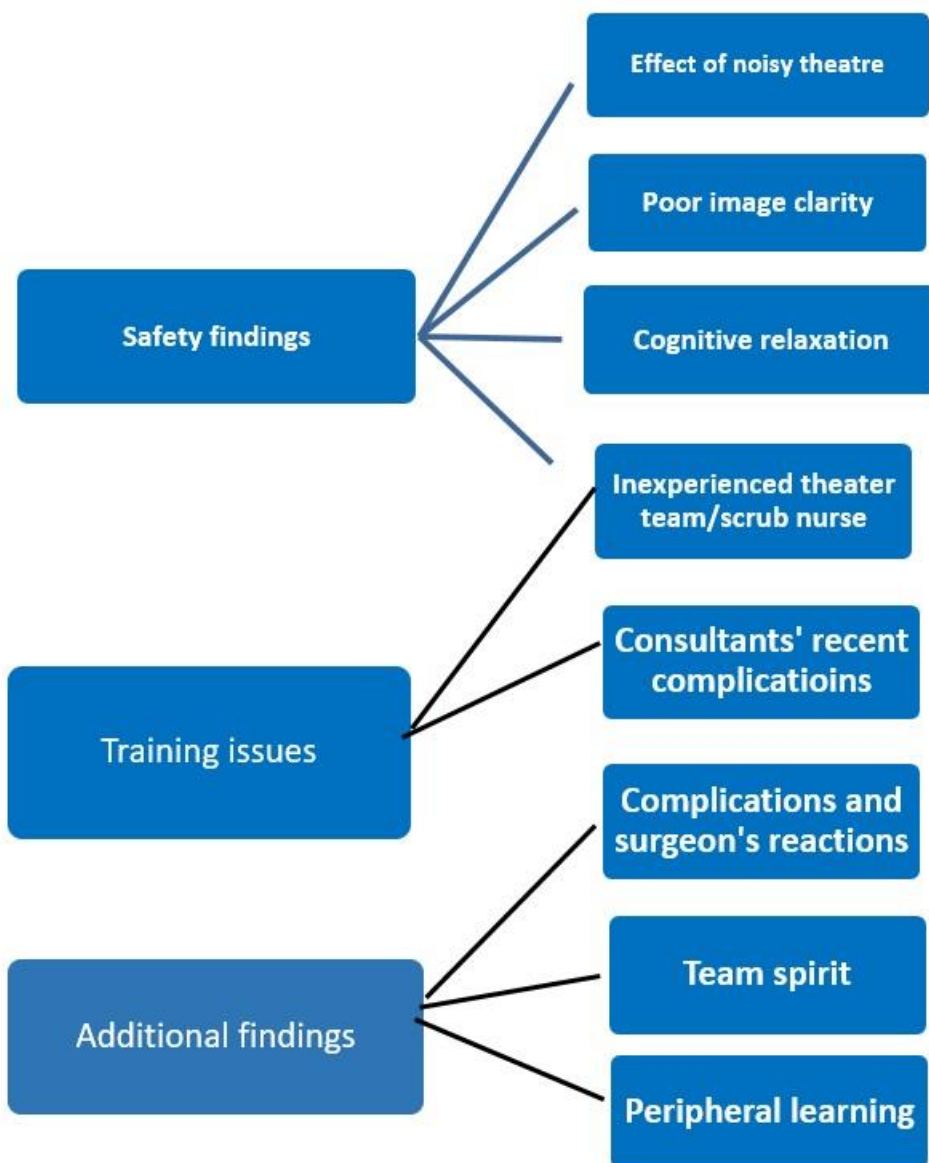 Effect of noisy theatre
Poor image clarity
Safety findings
Cognitive relaxation
Inexperienced theater
team/scrub nurse
Consultants' recent
complicatioins
Training issues
Complications and
surgeon's reactions
Team spirit
Additional findings
Peripheral learning